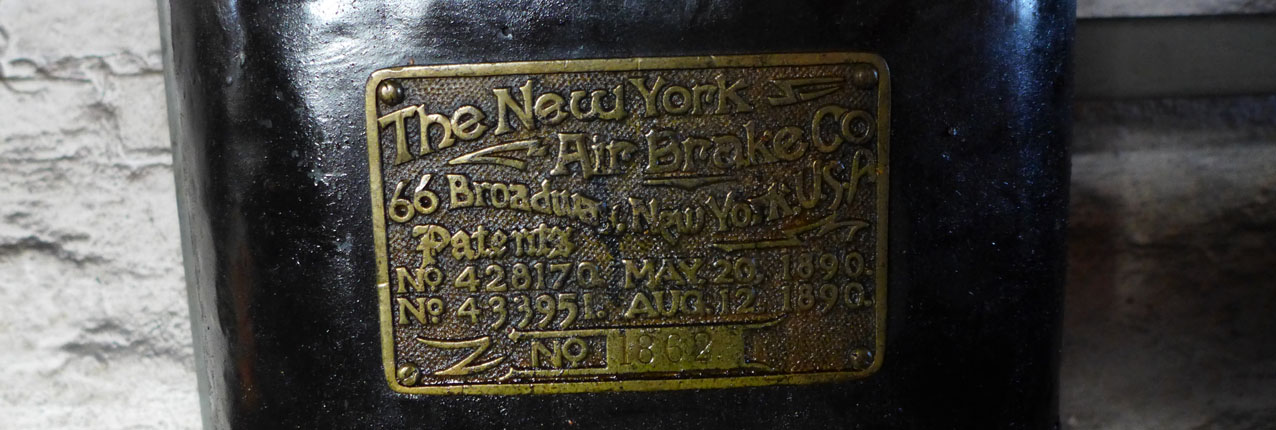 The New York
Air Brake Co
66 Broadway, New York USA
Patents
No. 428170. MAY. 20. 1890.
No. 433951. AUG. 12. 1890.
No. 1862